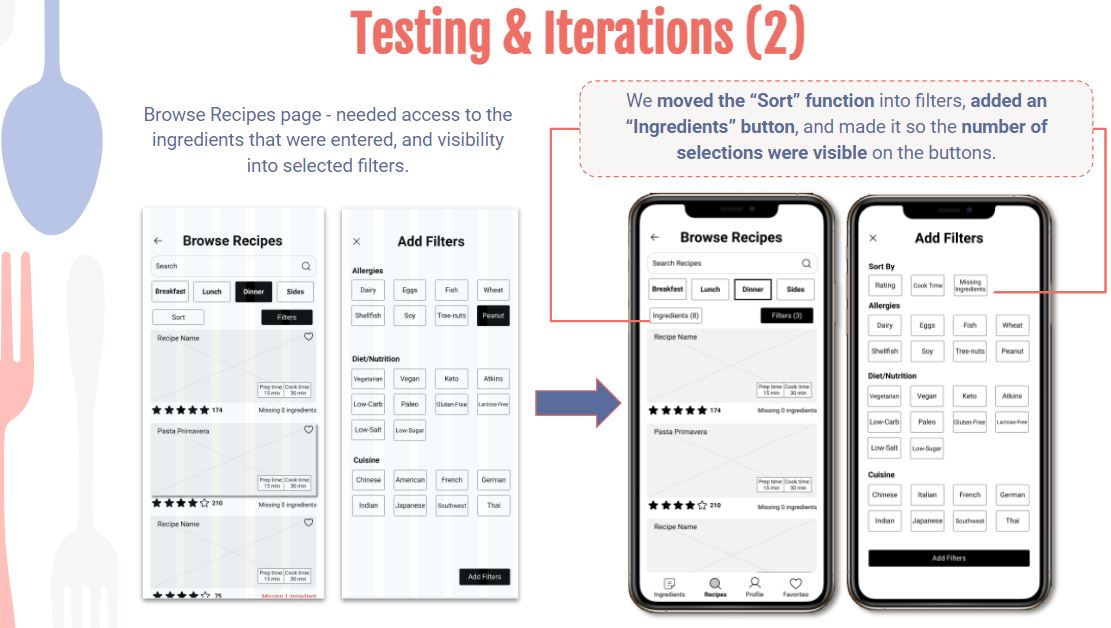 Testing & Iterations (2)
Browse Recipes page - needed access to the
ingredients that were entered, and visibility
into selected filters.
We moved the “Sort” function into filters, added an
“Ingredients” button, and made it so the number of
selections were visible on the buttons.
Browse Recipes
Search
Breakfast Lunch Dinner Sides
Sort Filters
Recipe Name
Prep time: Cook time:
15 min 30 min
174 Missing 0 ingredients
Pasta Primavera
Prep time: Cook time:
15 min 30 min
210 Missing 0 ingredients
Recipe Name
Prep time: Cook time:
15 min 30 min
75 Missing 1 ingredient
Add Filters
Allergies
Dairy Eggs Fish Wheat
Shellfish Soy Tree-nuts Peanut
Diet/Nutrition
Vegetarian Vegan Keto Atkins
Low-Carb Paleo Gluten-Free Lactose-Free
Low-Salt Low-Sugar
Cuisine
Chinese American French German
Indian Japanese Southwest Thai
Add Filters
Browse Recipes
Search Recipes
Breakfast Lunch Dinner Sides
Ingredients (8) Filters (3)
Recipe Name
Prep time: Cook time:
15 min 30 min
174 Missing 0 ingredients
Pasta Primavera
Prep time: Cook time:
15 min 30 min
210 Missing 0 ingredients
Recipe Name
Prep time: Cook time:
15 min 30 min
Ingredients Recipes Profile Favorites
Add Filters
Sort By
Rating Cook Time Missing
Ingredients
Allergies
Dairy Eggs Fish Wheat
Shellfish Soy Tree-nuts Peanut
Diet/Nutrition
Vegetarian Vegan Keto Atkins
Low-Carb Paleo Gluten-Free Lactose-Free
Low-Salt Low-Sugar
Cuisine
Chinese Italian French German
Indian Japanese Southwest Thai
Add Filters